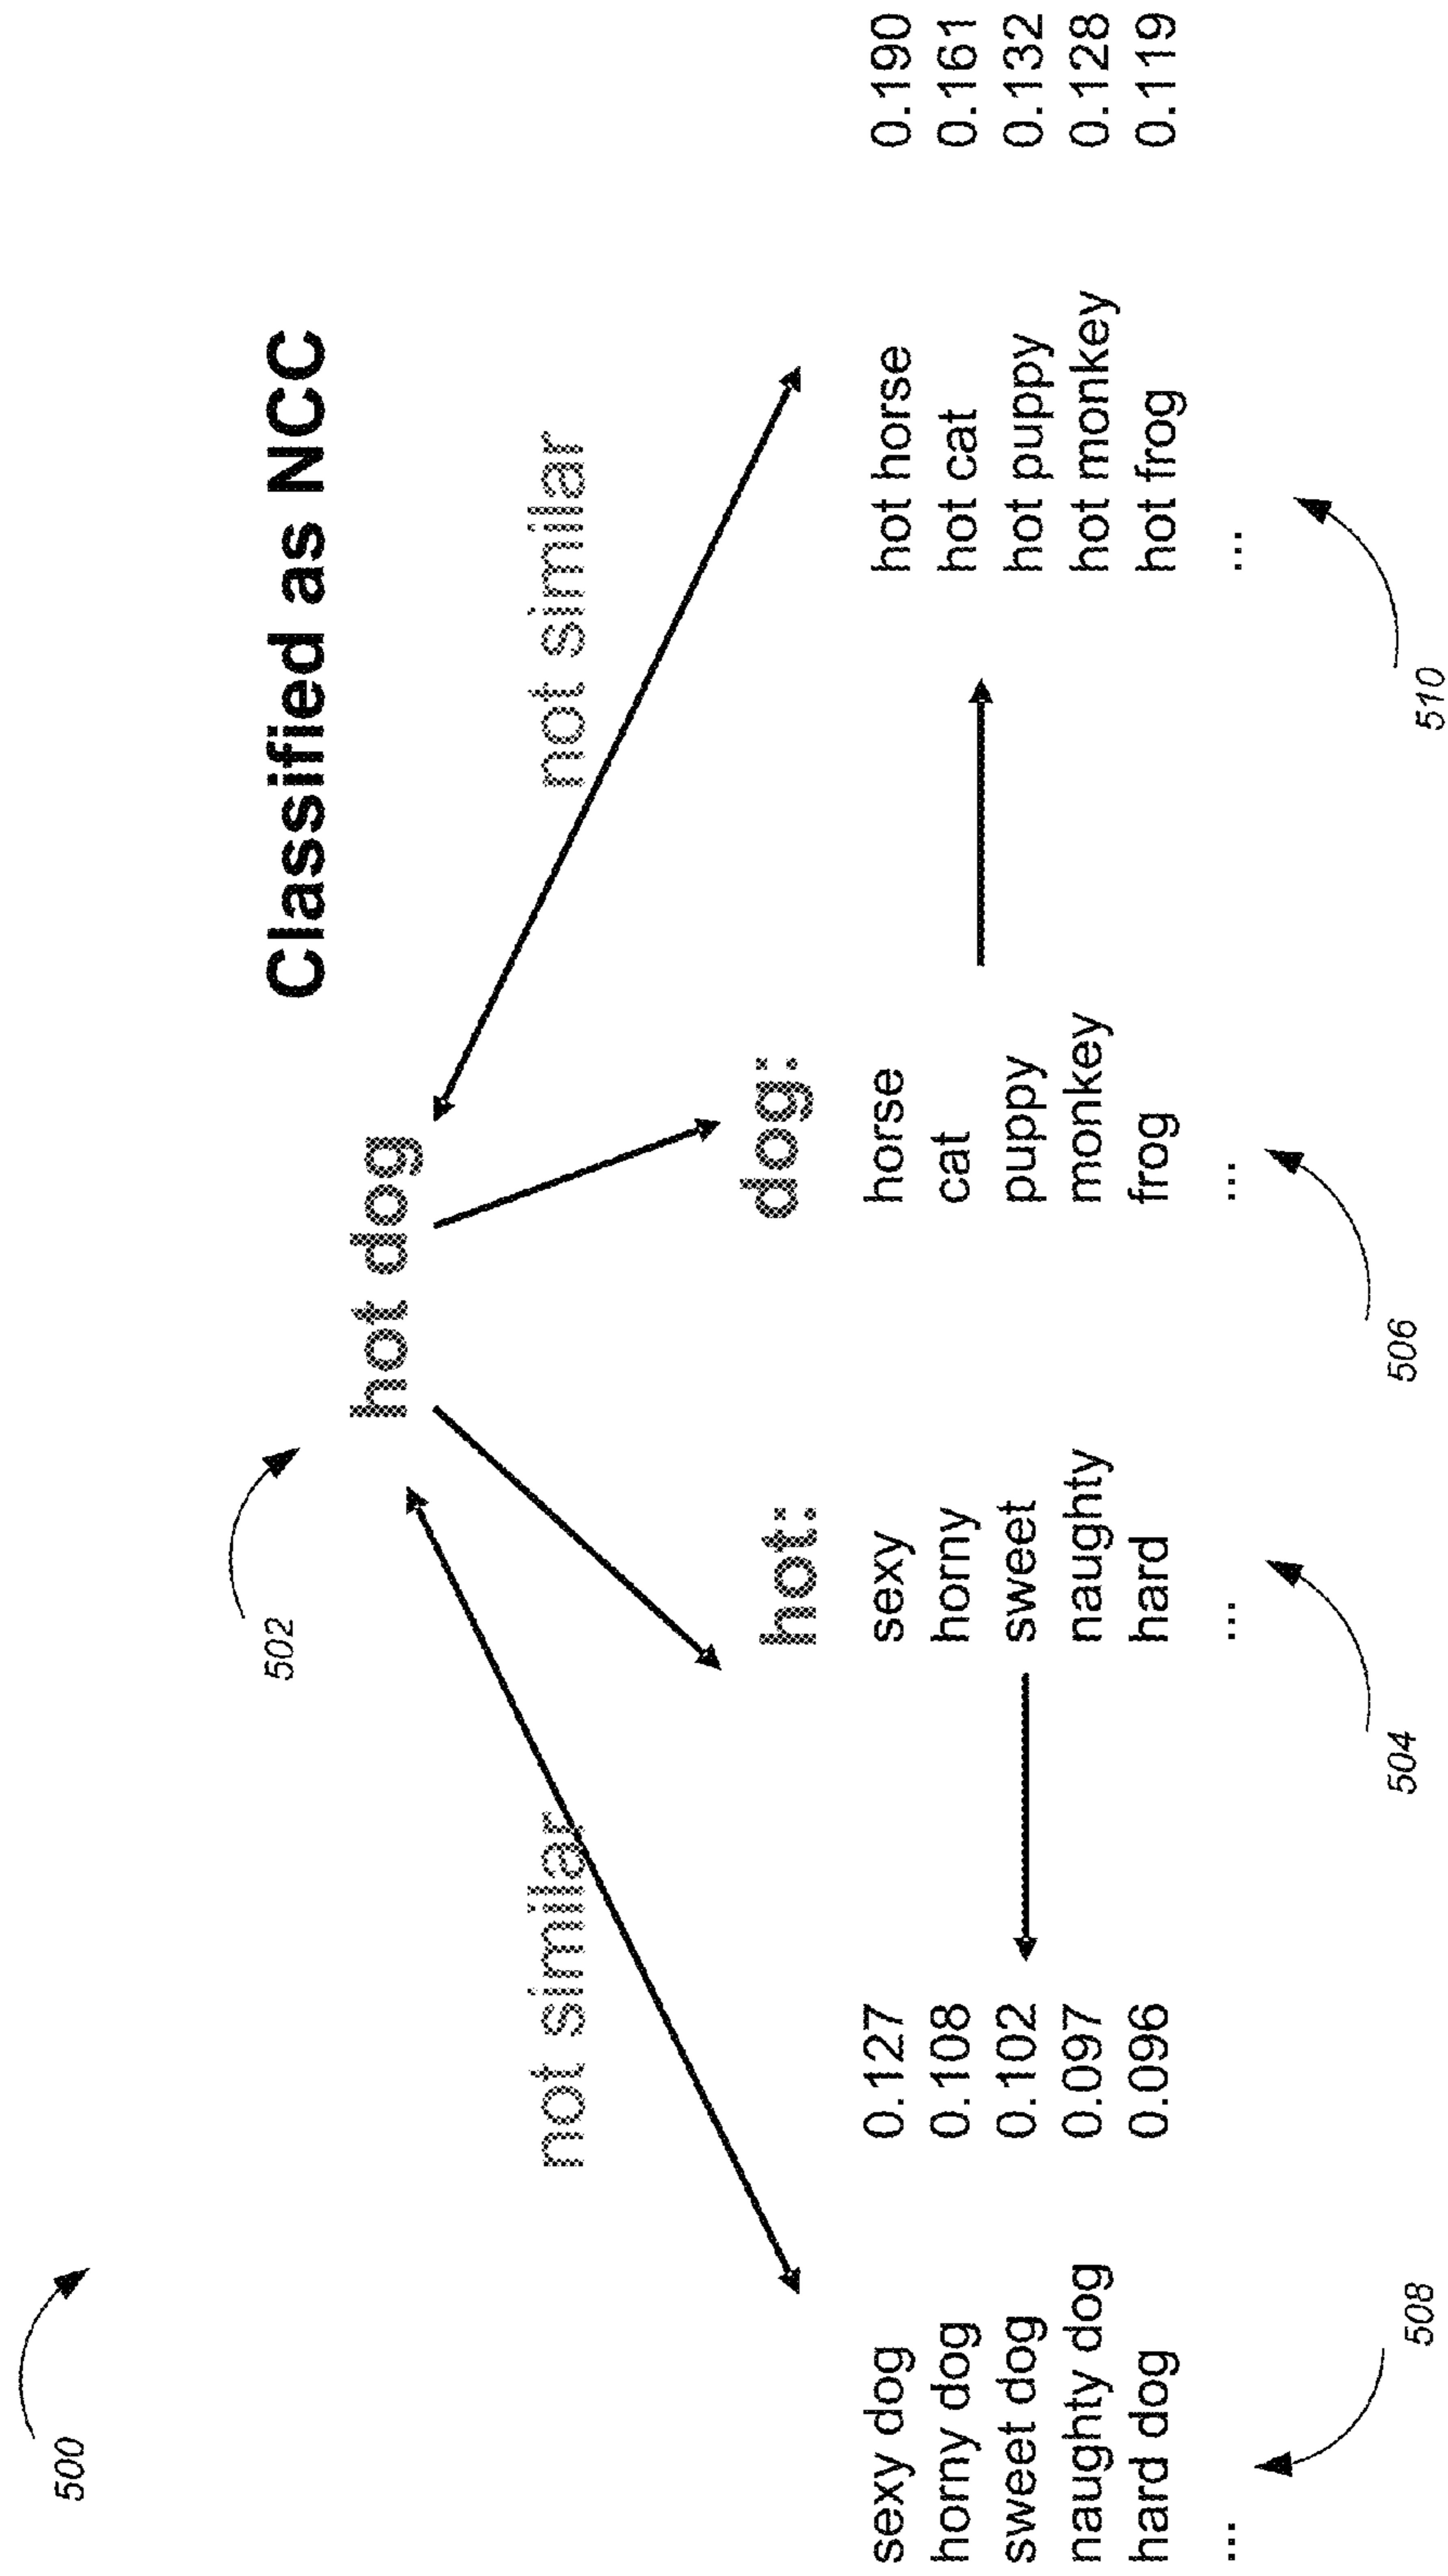 500
Classified as NCC
502
hot dog
not similar
not similar
hot:
dog:
sexy dog 0.127
horny dog 0.108
sweet dog 0.102
naughty dog 0.097
hard dog 0.096
...
sexy
horny
sweet
naughty
hard
...
horse
cat
puppy
monkey
frog
...
hot horse 0.190
hot cat 0.161
hot puppy 0.132
hot monkey 0.128
hot frog 0.119
...
508
504
506
510